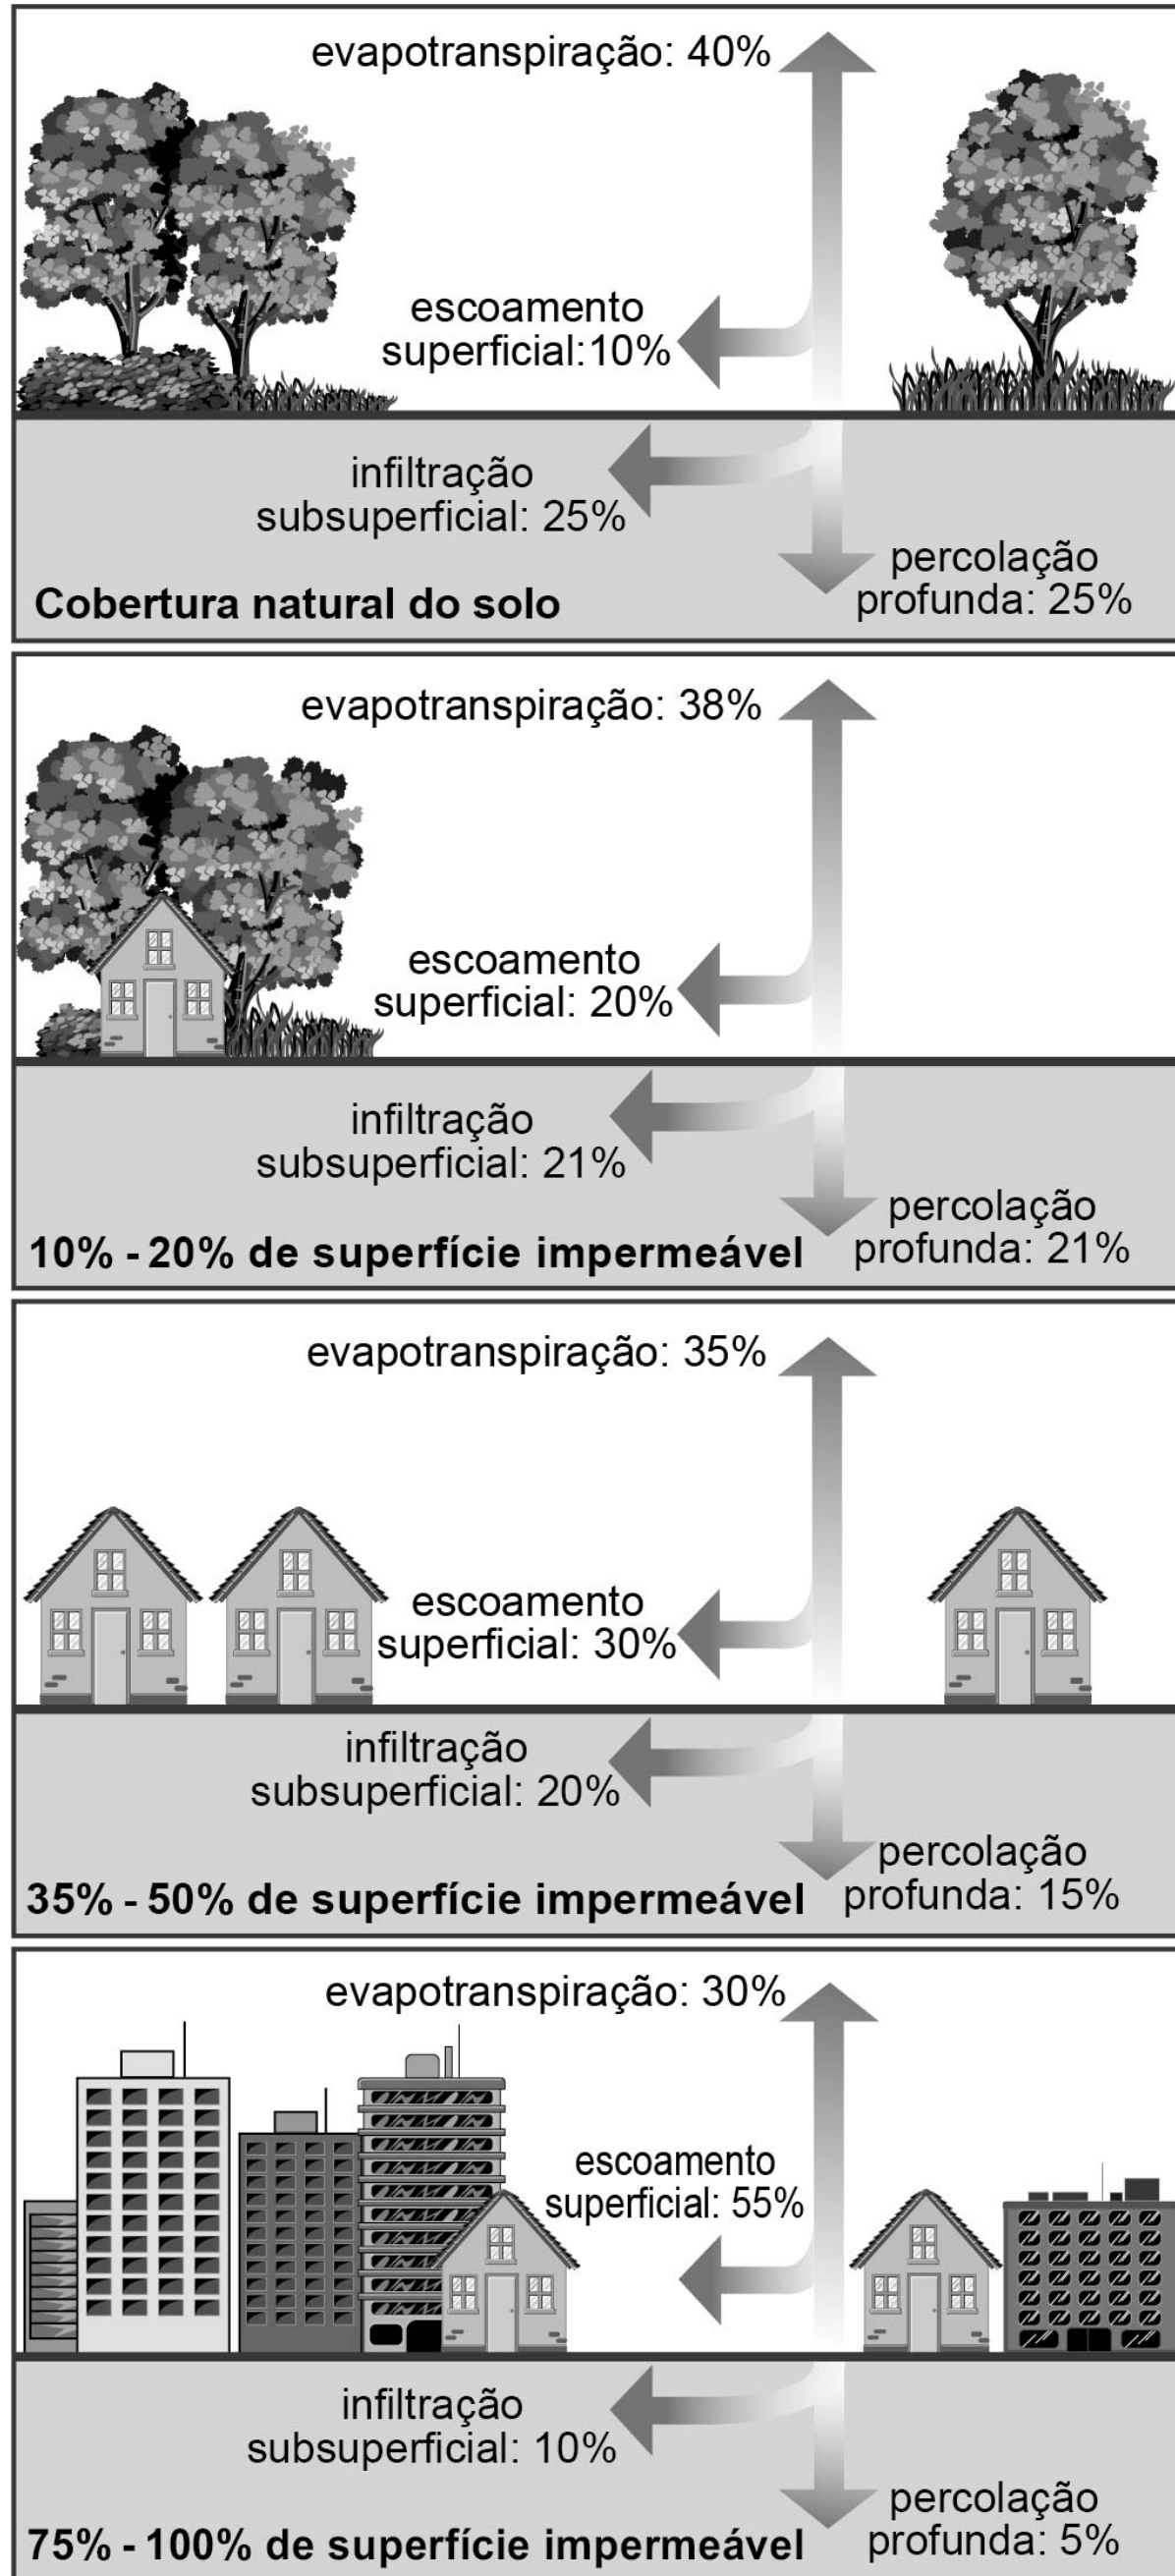 evapotranspiração: 40%
escoamento
superficial:10%
infiltração
subsuperficial: 25%
percolação
profunda: 25%
Cobertura natural do solo
evapotranspiração: 38%
escoamento
superficial: 20%
infiltração
subsuperficial: 21%
percolação
profunda: 21%
10% - 20% de superfície impermeável
evapotranspiração: 35%
escoamento
superficial: 30%
infiltração
subsuperficial: 20%
percolação
profunda: 15%
35% - 50% de superfície impermeável
evapotranspiração: 30%
escoamento
superficial: 55%
infiltração
subsuperficial: 10%
percolação
profunda: 5%
75% - 100% de superfície impermeável